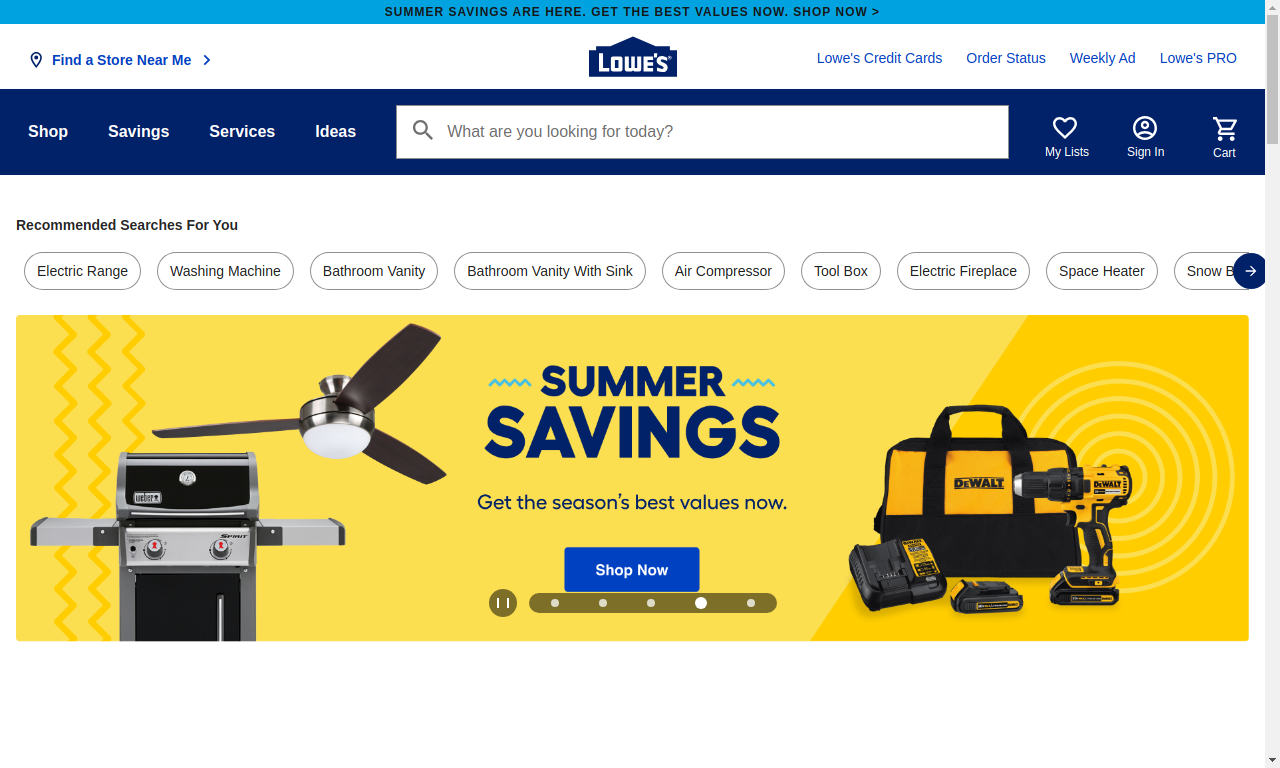 SUMMER SAVINGS ARE HERE. GET THE BEST VALUES NOW. SHOP NOW >
Find a Store Near Me
LOWE'S
Lowe's Credit Cards
Order Status
Weekly Ad
Lowe's PRO
Shop
Savings
Services
Ideas
What are you looking for today?
My Lists
Sign In
Cart
Recommended Searches For You
Electric Range
Washing Machine
Bathroom Vanity
Bathroom Vanity With Sink
Air Compressor
Tool Box
Electric Fireplace
Space Heater
Snow B
SUMMER
SAVINGS
Get the season's best values now.
Shop Now
weber
SPIRIT
DEWALT
DEWALT